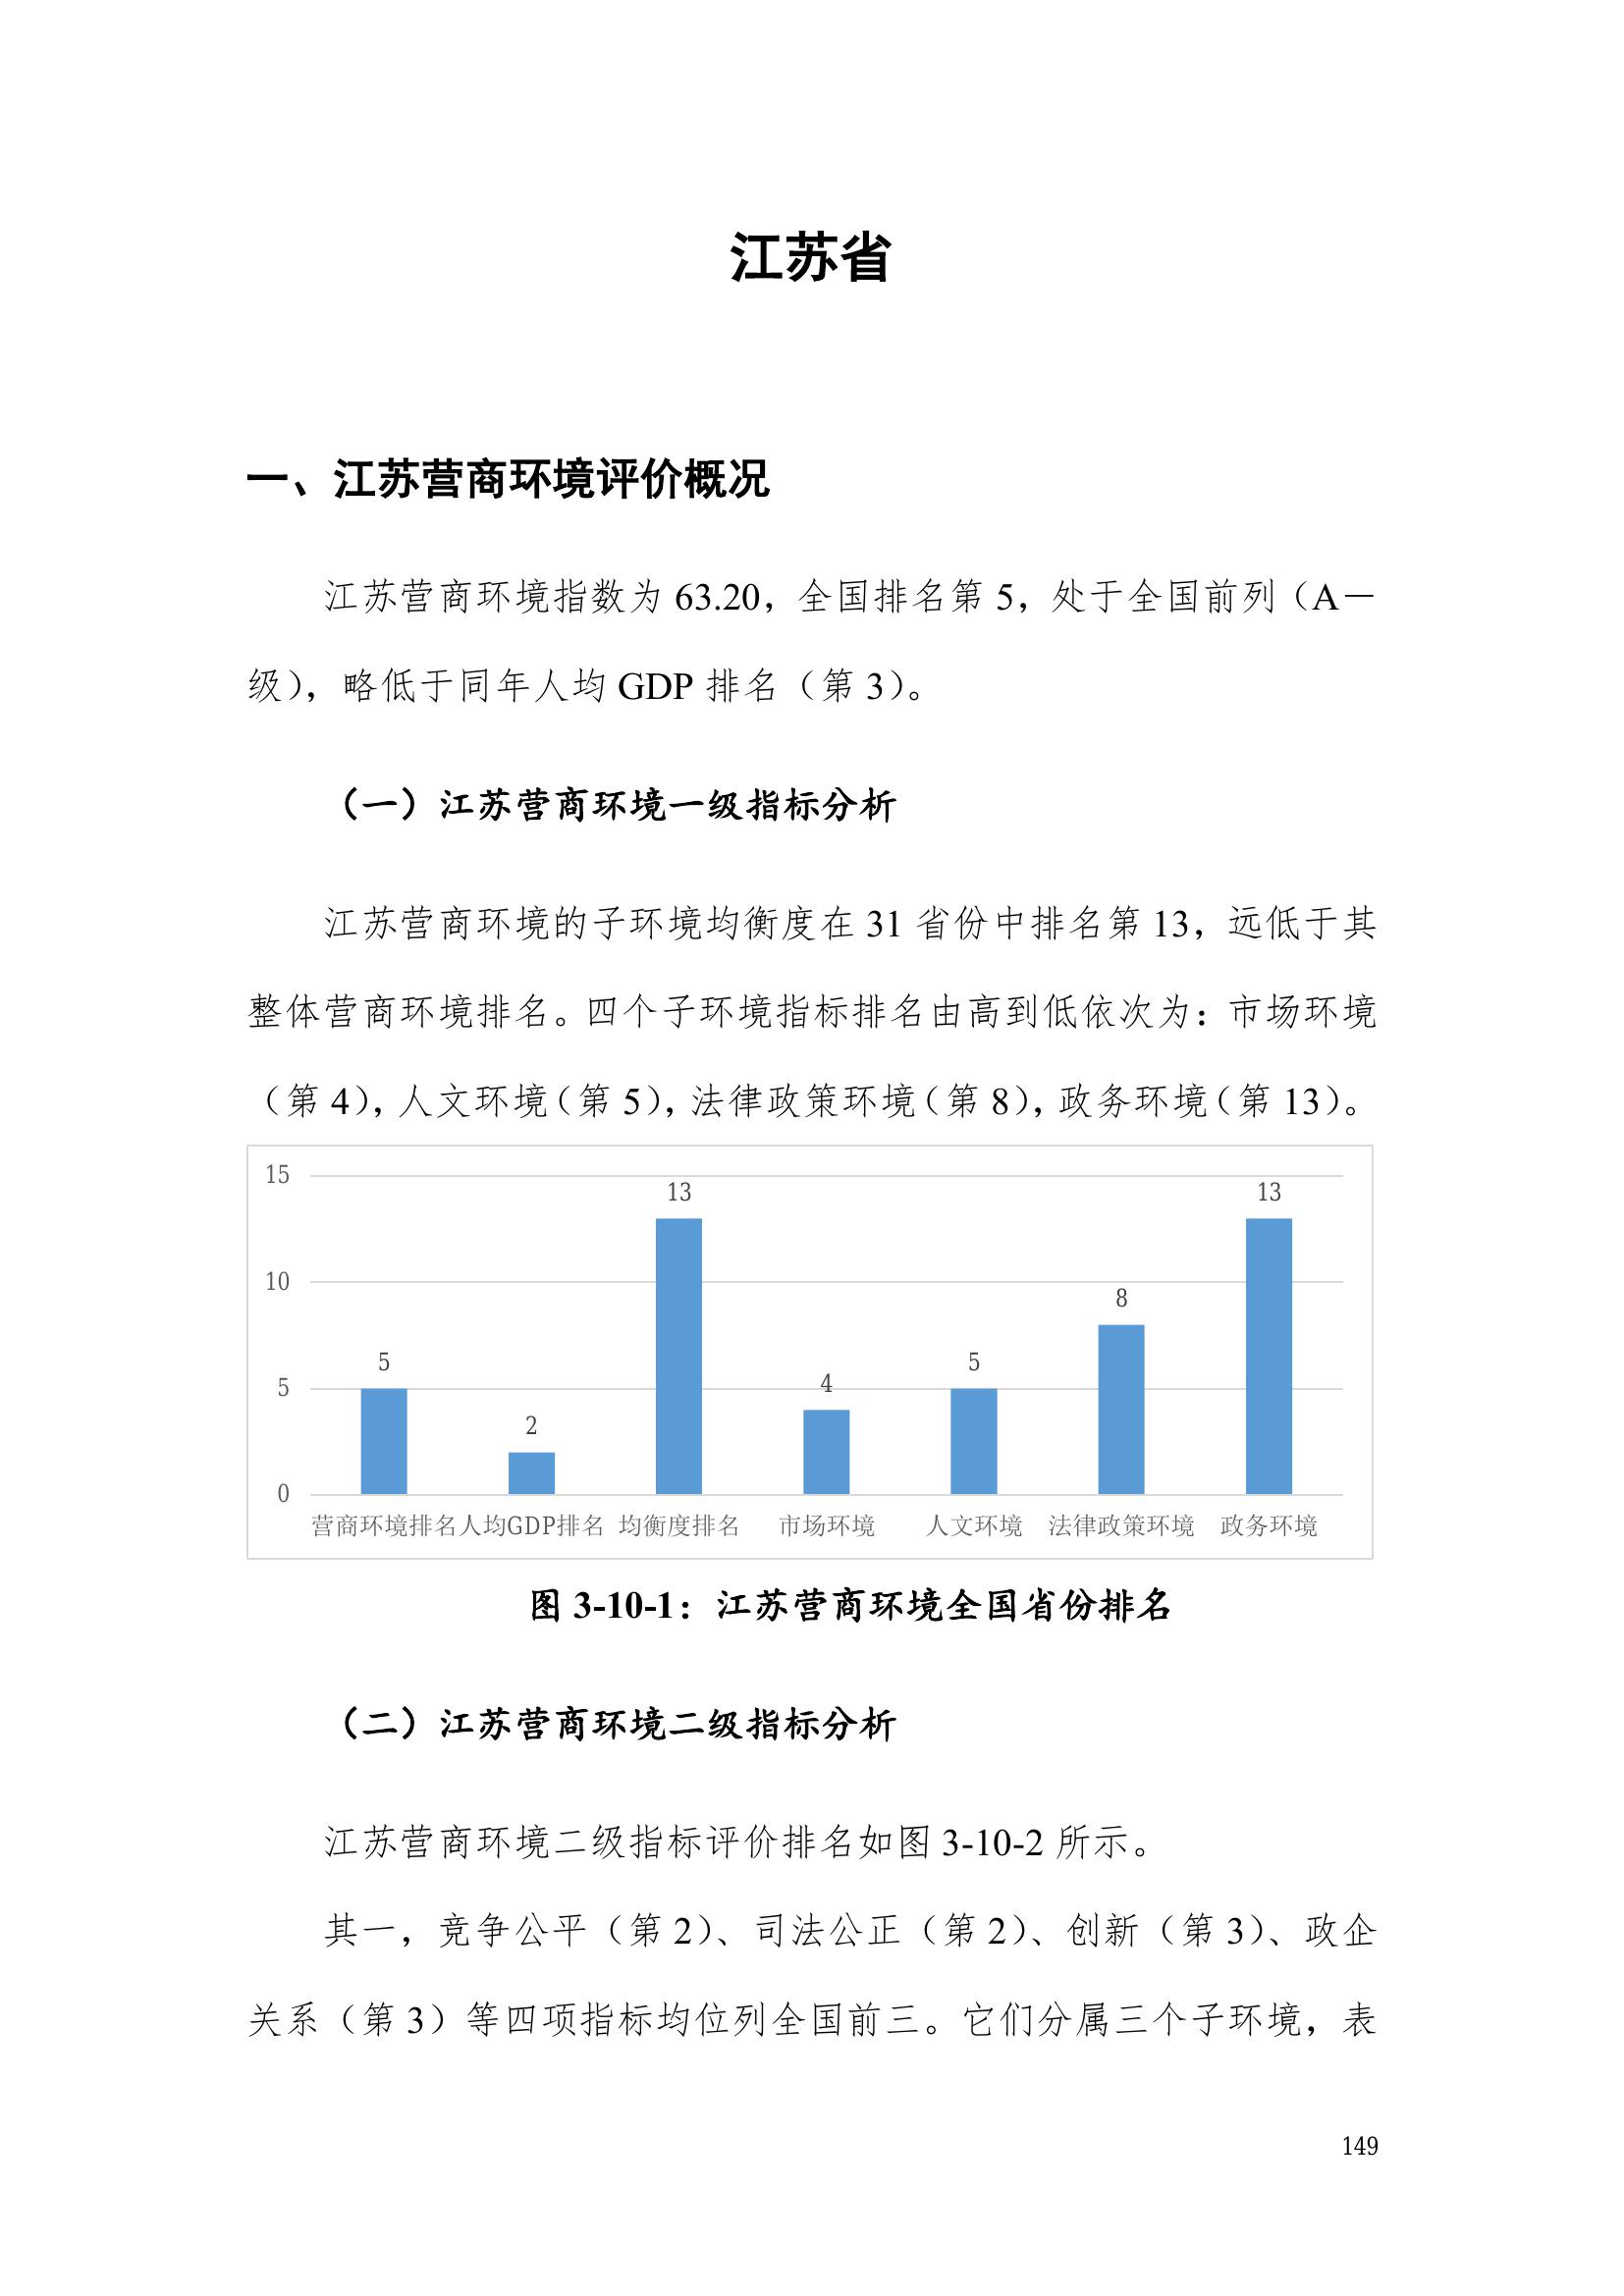 江苏省
一、江苏营商环境评价概况
江苏营商环境指数为 63.20，全国排名第 5，处于全国前列（A－
级），略低于同年人均 GDP 排名（第 3）。
（一）江苏营商环境一级指标分析
江苏营商环境的子环境均衡度在 31 省份中排名第 13，远低于其
整体营商环境排名。四个子环境指标排名由高到低依次为：市场环境
（第 4），人文环境（第 5），法律政策环境（第 8），政务环境（第 13）。
15
10
5
0
5
2
13
4
5
8
13
营商环境排名 人均GDP排名 均衡度排名 市场环境 人文环境 法律政策环境 政务环境
图 3-10-1：江苏营商环境全国省份排名
（二）江苏营商环境二级指标分析
江苏营商环境二级指标评价排名如图 3-10-2 所示。
其一，竞争公平（第 2）、司法公正（第 2）、创新（第 3）、政企
关系（第 3）等四项指标均位列全国前三。它们分属三个子环境，表
149